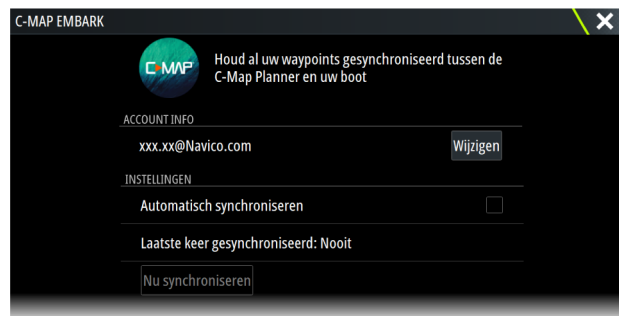 C-MAP EMBARK
C-MAP
Houd al uw waypoints gesynchroniseerd tussen de
C-Map Planner en uw boot
ACCOUNT INFO
xxx.xx@Navico.com
Wijzigen
INSTELLINGEN
Automatisch synchroniseren
Laatste keer gesynchroniseerd: Nooit
Nu synchroniseren